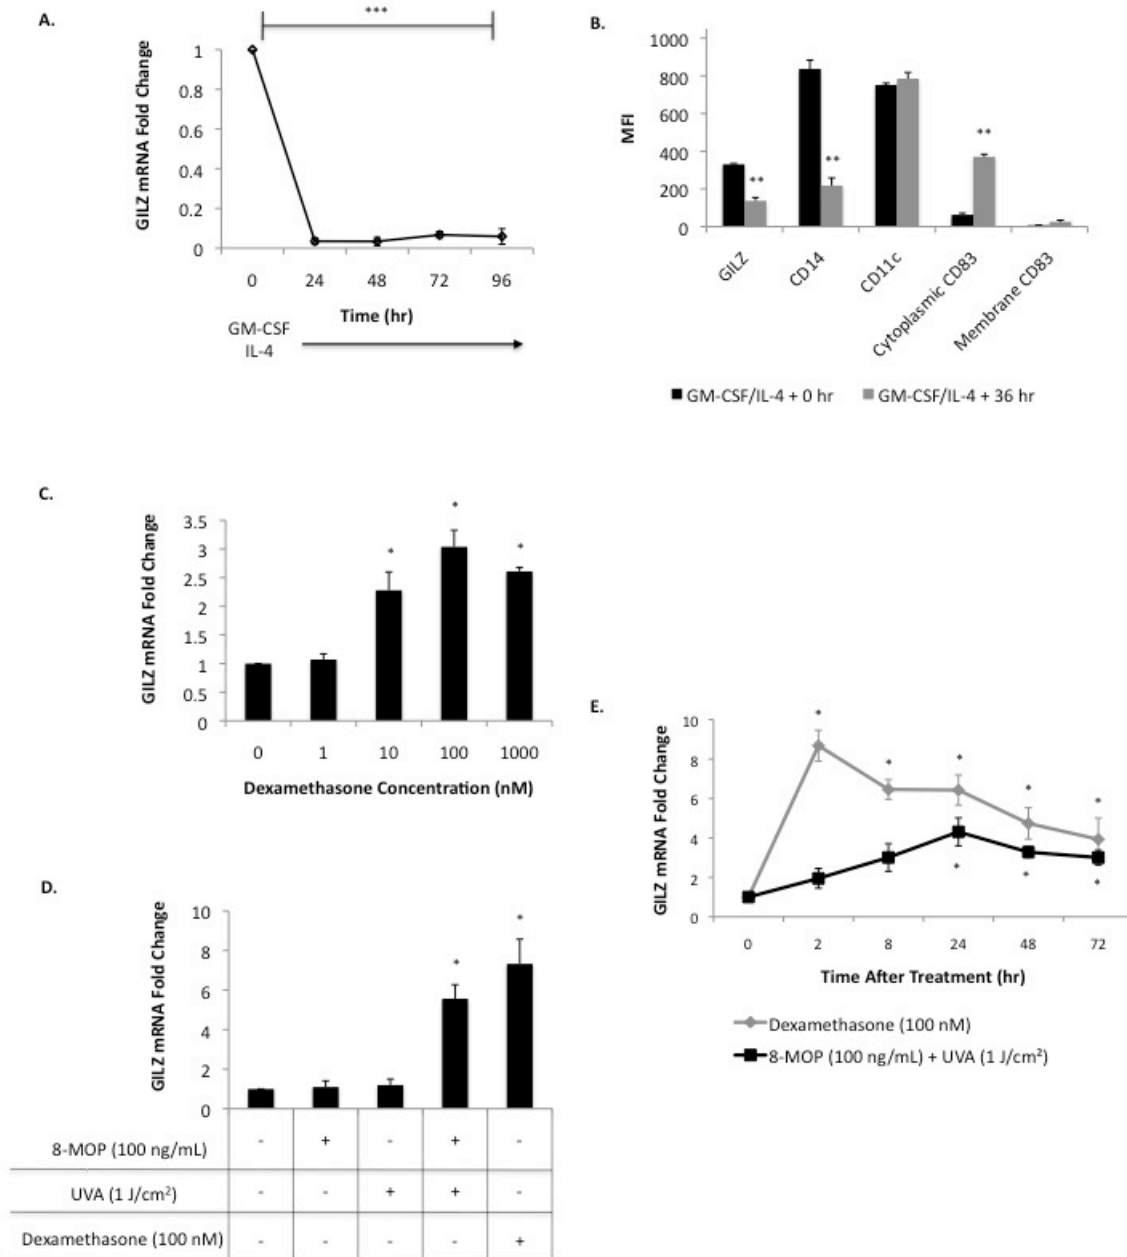 A.
***
GILZ mRNA Fold Change
1
0.8
0.6
0.4
0.2
0
0 24 48 72 96
Time (hr)
GM-CSF
IL-4
B.
MFI
1000
800
600
400
200
0
**
**
**
GILZ
CD14
CD11c
Cytoplasmic CD83
Membrane CD83
GM-CSF/IL-4 + 0 hr GM-CSF/IL-4 + 36 hr
C.
GILZ mRNA Fold Change
3.5
3
2.5
2
1.5
1
0.5
0
* * *
0 1 10 100 1000
Dexamethasone Concentration (nM)
D.
GILZ mRNA Fold Change
10
8
6
4
2
0
* *
8-MOP (100 ng/mL) - + - + -
UVA (1 J/cm²) - - + + -
Dexamethasone (100 nM) - - - - +
E.
GILZ mRNA Fold Change
10
8
6
4
2
0
* * * * *
* * *
0 2 8 24 48 72
Time After Treatment (hr)
Dexamethasone (100 nM)
8-MOP (100 ng/mL) + UVA (1 J/cm²)